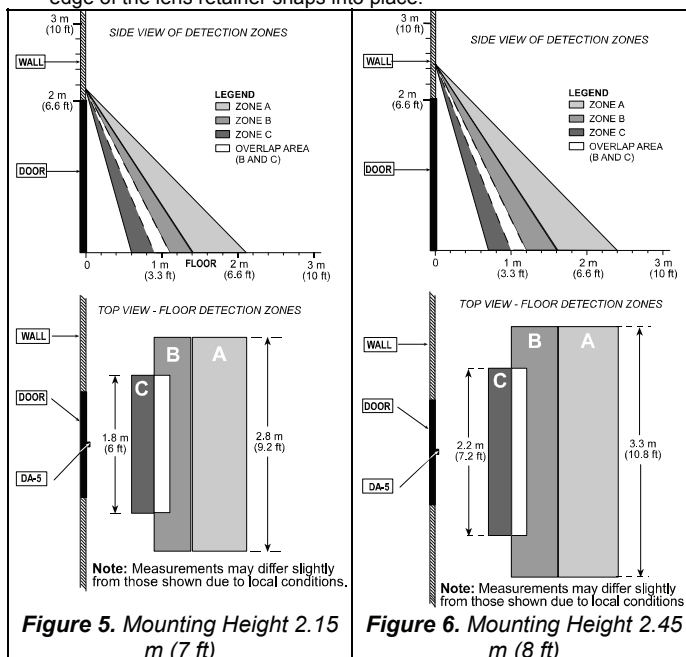 edge of the lens retainer snaps into place.
3 m
(10 ft)
SIDE VIEW OF DETECTION ZONES
WALL
2 m
(6.6 ft)
LEGEND
ZONE A
ZONE B
ZONE C
OVERLAP AREA
(B AND C)
DOOR
0
1 m
(3.3 ft)
FLOOR
2 m
(6.6 ft)
3 m
(10 ft)
TOP VIEW - FLOOR DETECTION ZONES
WALL
B
A
C
DOOR
1.8 m
(6 ft)
2.8 m
(9.2 ft)
DA-5
Note: Measurements may differ slightly
from those shown due to local conditions.
Figure 5. Mounting Height 2.15
m (7 ft)
3 m
(10 ft)
SIDE VIEW OF DETECTION ZONES
WALL
2 m
(6.6 ft)
LEGEND
ZONE A
ZONE B
ZONE C
OVERLAP AREA
(B AND C)
DOOR
0
1 m
(3.3 ft)
2 m
(6.6 ft)
3 m
(10 ft)
TOP VIEW - FLOOR DETECTION ZONES
WALL
B
A
C
DOOR
2.2 m
(7.2 ft)
3.3 m
(10.8 ft)
DA-5
Note: Measurements may differ slightly
from those shown due to local conditions
Figure 6. Mounting Height 2.45
m (8 ft)